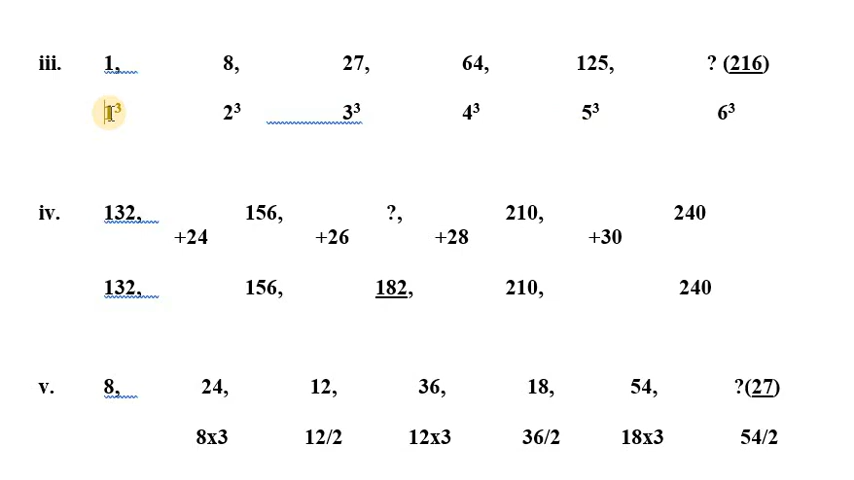 iii. 1, 8, 27, 64, 125, ? (216)
1³ 2³ 3³ 4³ 5³ 6³
iv. 132, 156, ?, 210, 240
+24 +26 +28 +30
132, 156, 182, 210, 240
v. 8, 24, 12, 36, 18, 54, ?(27)
8x3 12/2 12x3 36/2 18x3 54/2